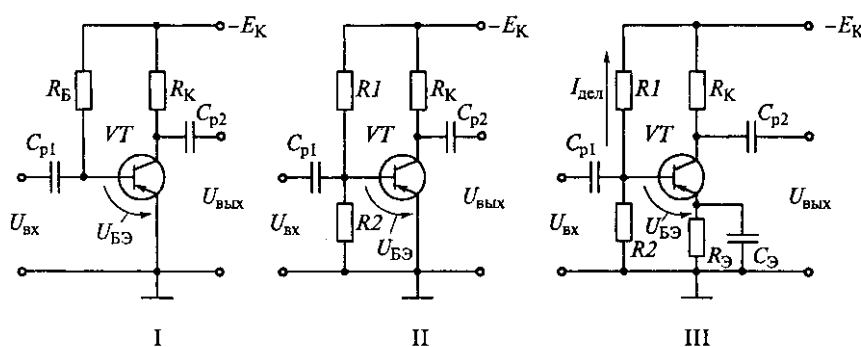 −E_К −E_К −E_К
R_Б R_К R1 R_К I_дел R1 R_К
C_р2 C_р2 C_р2
C_р1 VT C_р1 VT C_р1 VT
U_вх U_БЭ U_вых U_вх R2 U_БЭ U_вых U_вх R2 U_БЭ R_Э C_Э U_вых
I II III